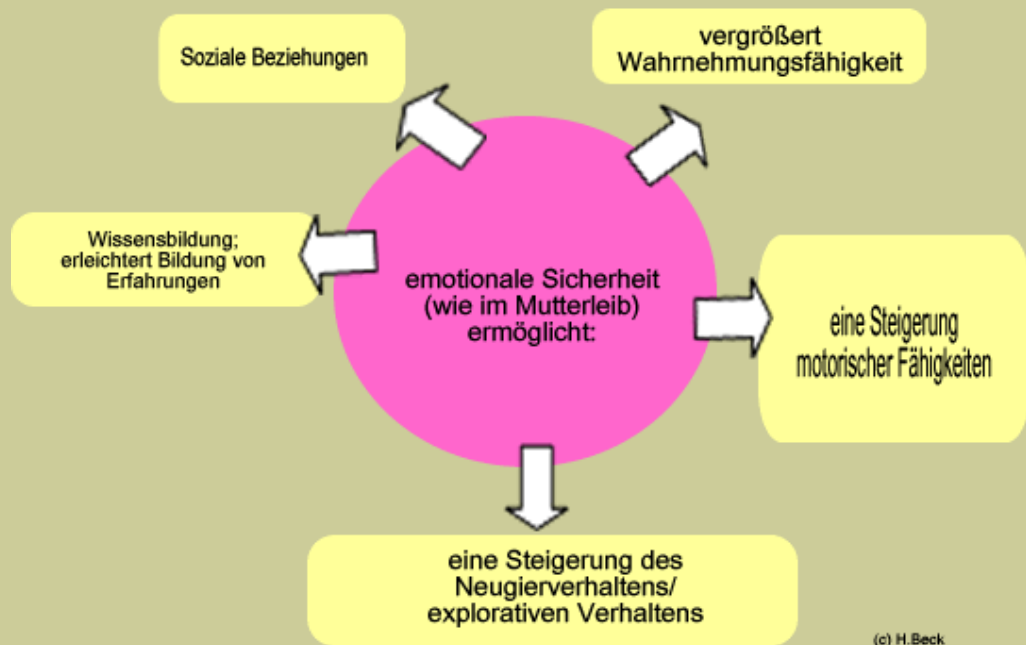 Soziale Beziehungen
vergrößert
Wahrnehmungsfähigkeit
Wissensbildung;
erleichtert Bildung von
Erfahrungen
emotionale Sicherheit
(wie im Mutterleib)
ermöglicht:
eine Steigerung
motorischer Fähigkeiten
eine Steigerung des
Neugierverhaltens/
explorativen Verhaltens
(c) H.Beck